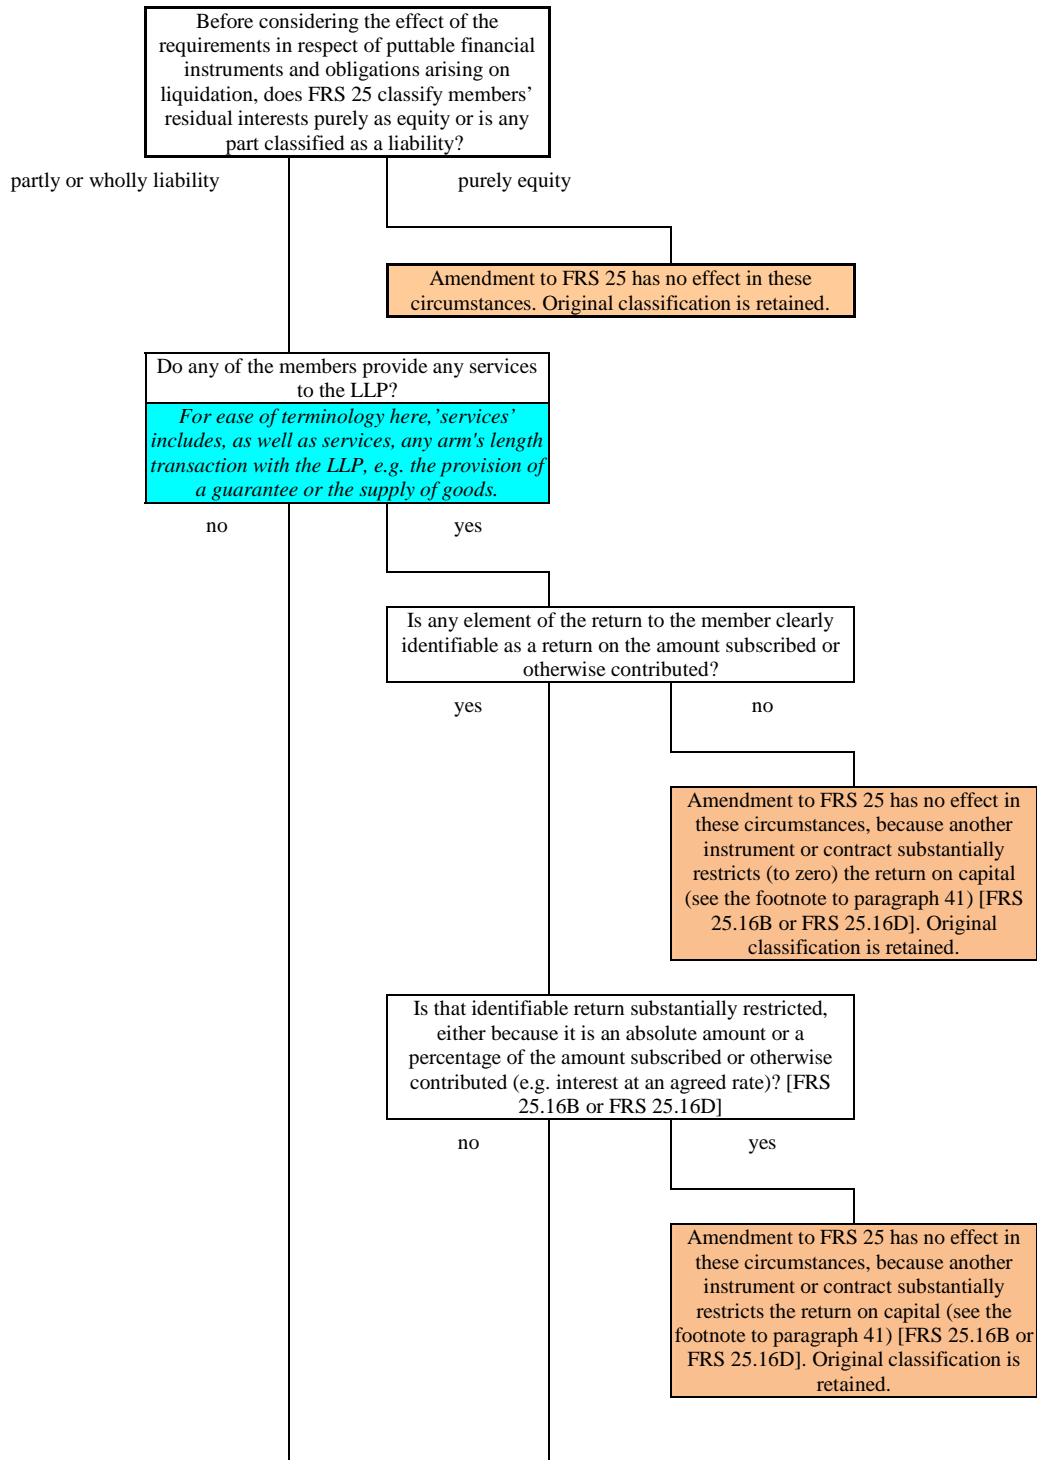 Before considering the effect of the
requirements in respect of puttable financial
instruments and obligations arising on
liquidation, does FRS 25 classify members’
residual interests purely as equity or is any
part classified as a liability?
partly or wholly liability
purely equity
Amendment to FRS 25 has no effect in these
circumstances. Original classification is retained.
Do any of the members provide any services
to the LLP?
For ease of terminology here,'services'
includes, as well as services, any arm's length
transaction with the LLP, e.g. the provision of
a guarantee or the supply of goods.
no
yes
Is any element of the return to the member clearly
identifiable as a return on the amount subscribed or
otherwise contributed?
yes
no
Amendment to FRS 25 has no effect in
these circumstances, because another
instrument or contract substantially
restricts (to zero) the return on capital
(see the footnote to paragraph 41) [FRS
25.16B or FRS 25.16D]. Original
classification is retained.
Is that identifiable return substantially restricted,
either because it is an absolute amount or a
percentage of the amount subscribed or otherwise
contributed (e.g. interest at an agreed rate)? [FRS
25.16B or FRS 25.16D]
no
yes
Amendment to FRS 25 has no effect in
these circumstances, because another
instrument or contract substantially
restricts the return on capital (see the
footnote to paragraph 41) [FRS 25.16B or
FRS 25.16D]. Original classification is
retained.